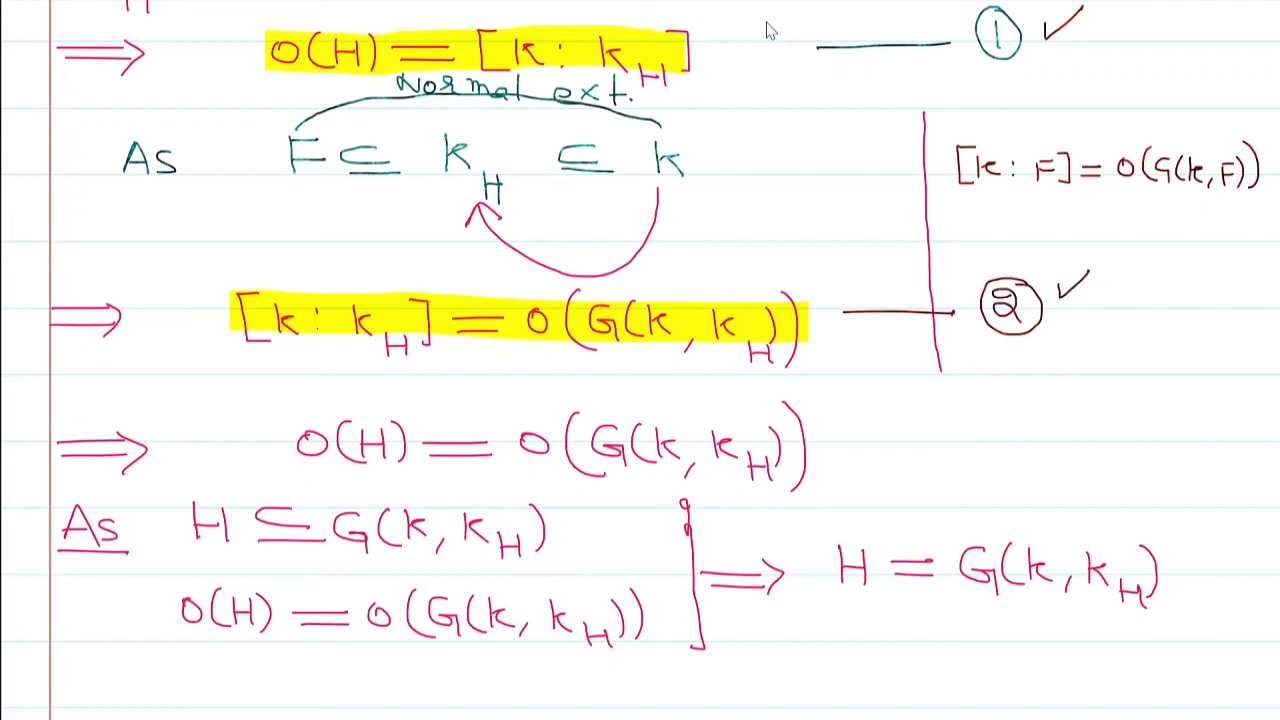 H
⟹ O(H) = [K : K_H] —— ① ✓
Normal ext.
As F ⊆ K_H ⊆ K
[K : F] = O(G(K, F))
⟹ [K : K_H] = O(G(K, K_H)) —— ② ✓
⟹ O(H) = O(G(K, K_H))
As H ⊆ G(K, K_H)
O(H) = O(G(K, K_H)) ] ⟹ H = G(K, K_H)